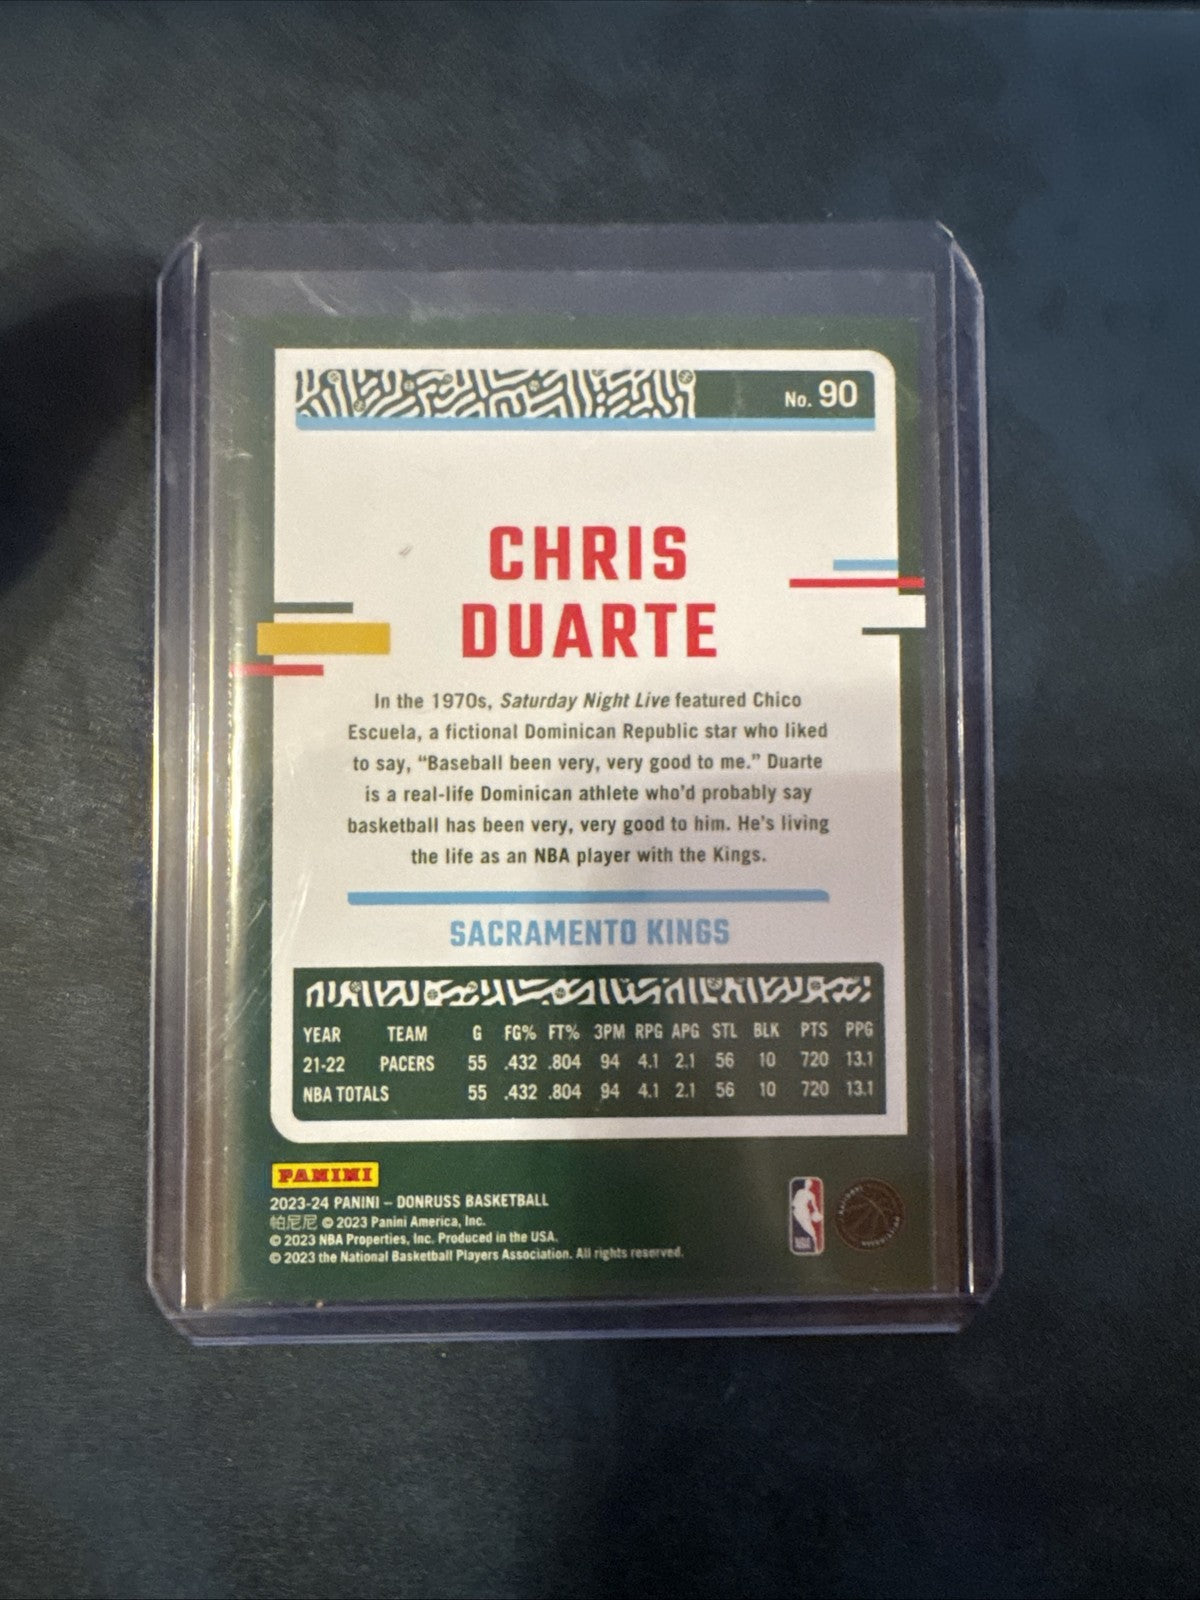 No. 90
CHRIS
DUARTE
In the 1970s, Saturday Night Live featured Chico
Escuela, a fictional Dominican Republic star who liked
to say, “Baseball been very, very good to me.” Duarte
is a real-life Dominican athlete who’d probably say
basketball has been very, very good to him. He’s living
the life as an NBA player with the Kings.
SACRAMENTO KINGS
YEAR TEAM G FG% FT% 3PM RPG APG STL BLK PTS PPG
21-22 PACERS 55 .432 .804 94 4.1 2.1 56 10 720 13.1
NBA TOTALS 55 .432 .804 94 4.1 2.1 56 10 720 13.1
PANINI
2023-24 PANINI – DONRUSS BASKETBALL
帕尼尼 © 2023 Panini America, Inc.
© 2023 NBA Properties, Inc. Produced in the USA.
© 2023 the National Basketball Players Association. All rights reserved.
NBA